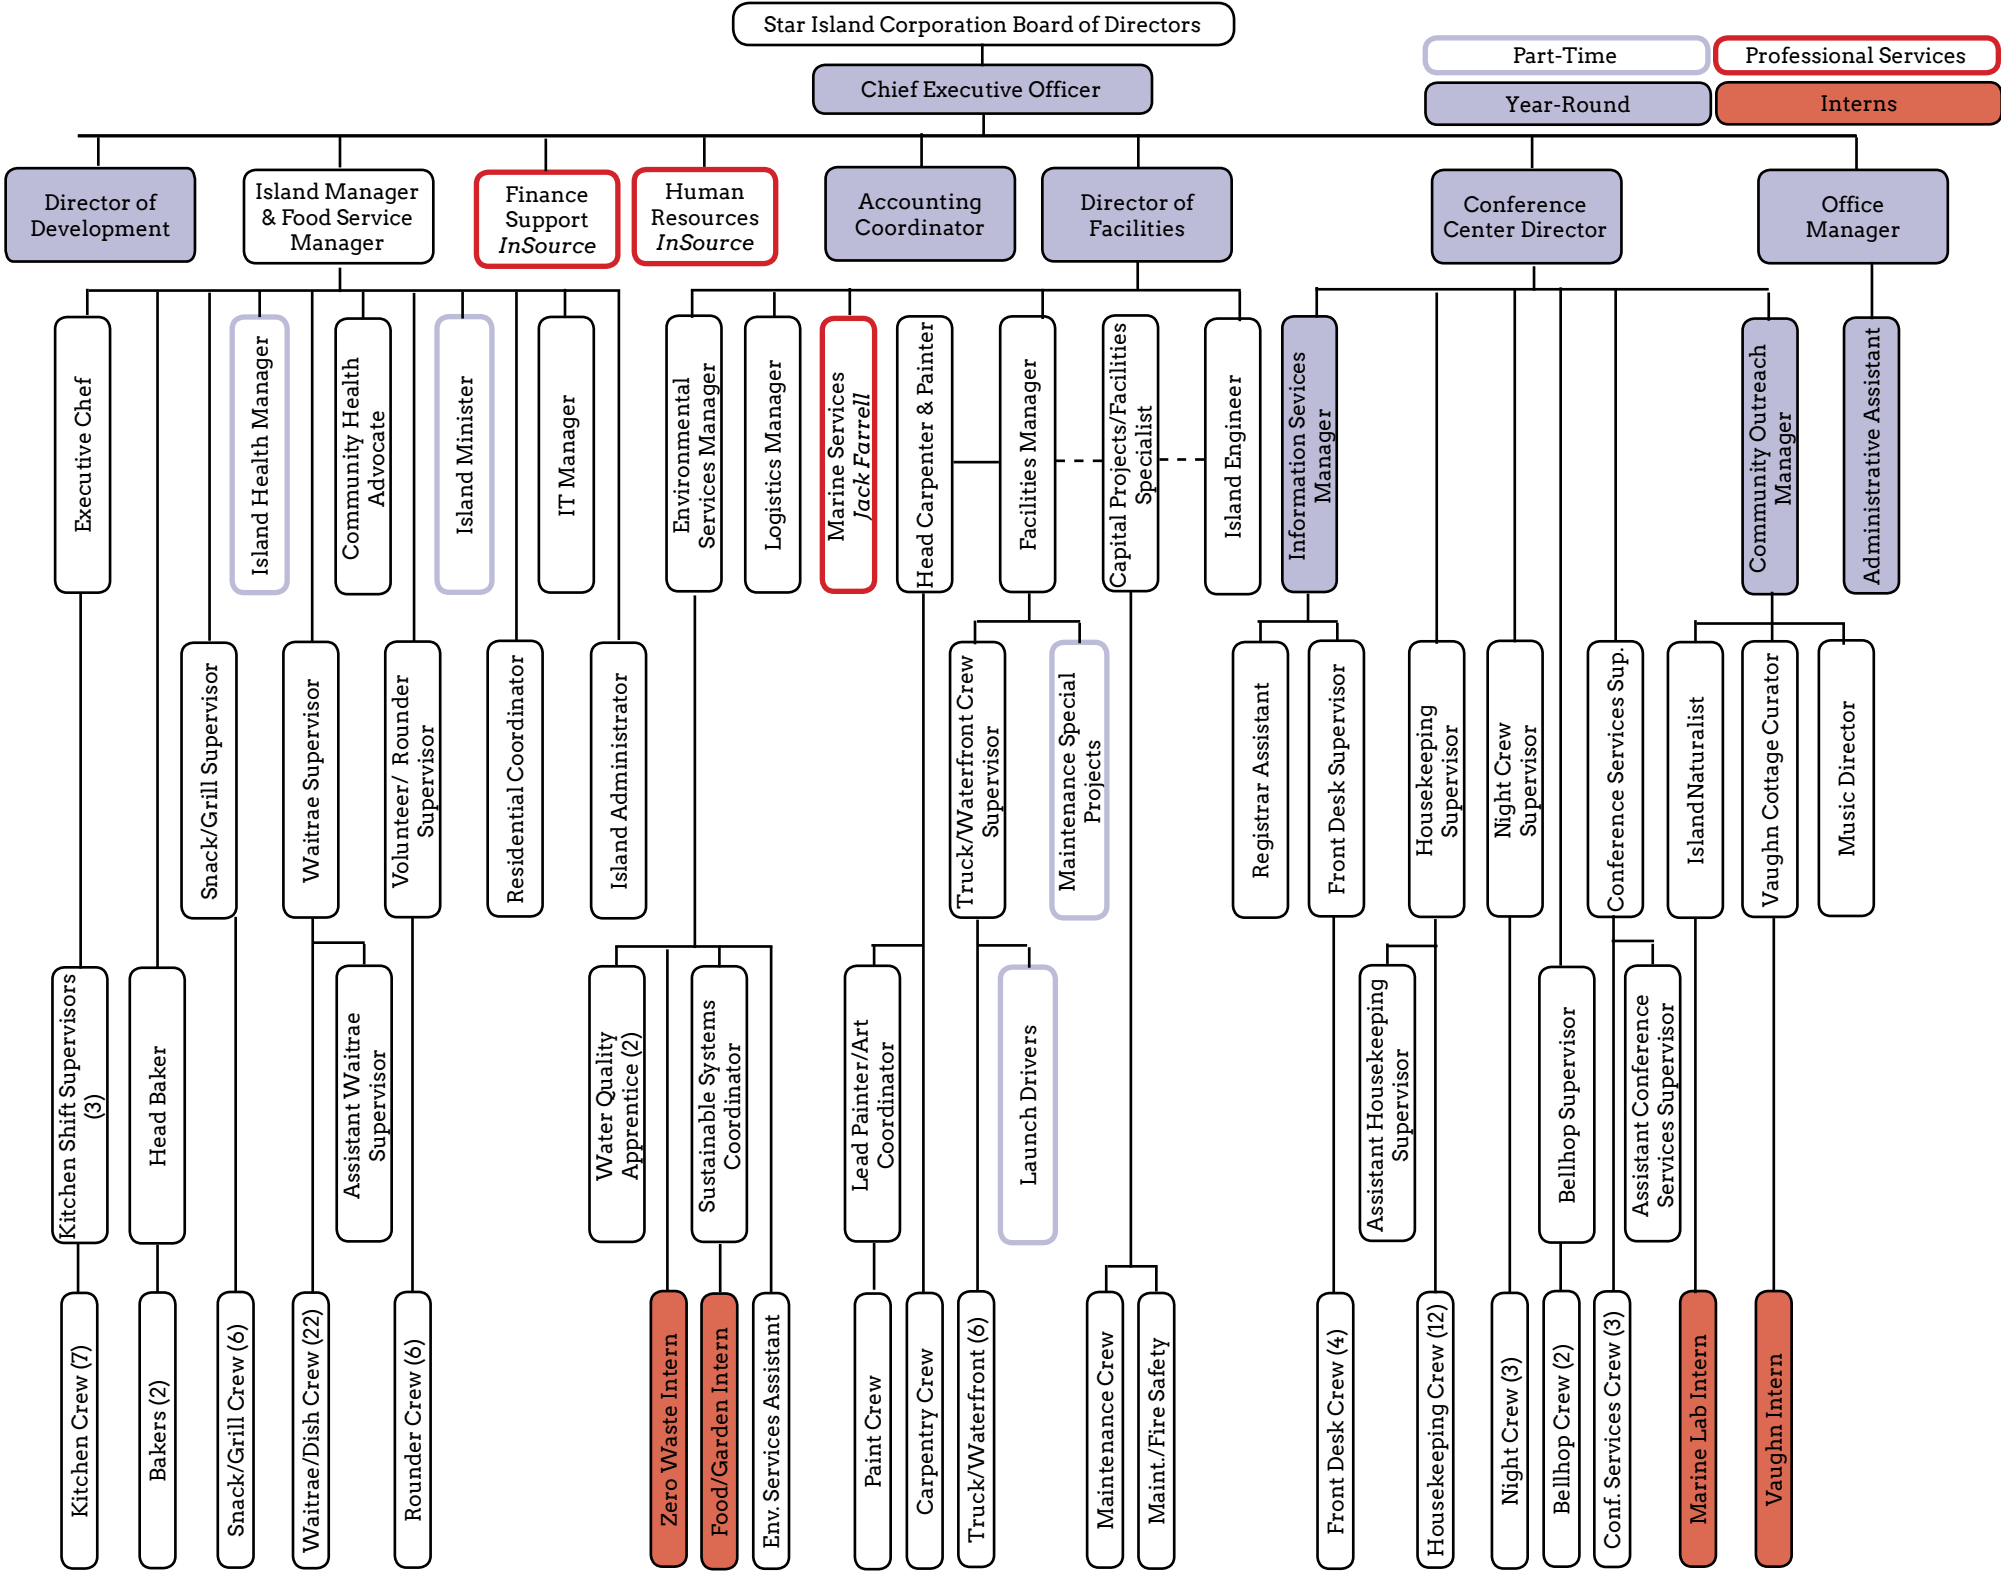 Star Island Corporation Board of Directors
Part-Time
Professional Services
Chief Executive Officer
Year-Round
Interns
Director of
Development
Island Manager
& Food Service
Manager
Finance
Support
InSource
Human
Resources
InSource
Accounting
Coordinator
Director of
Facilities
Conference
Center Director
Office
Manager
Executive Chef
Island Health Manager
Community Health
Advocate
Island Minister
IT Manager
Environmental
Services Manager
Logistics Manager
Marine Services
Jack Farrell
Head Carpenter & Painter
Facilities Manager
Capital Projects/Facilities
Specialist
Island Engineer
Information Sevices
Manager
Community Outreach
Manager
Administrative Assistant
Snack/Grill Supervisor
Waitrae Supervisor
Volunteer/ Rounder
Supervisor
Residential Coordinator
Island Administrator
Truck/Waterfront Crew
Supervisor
Maintenance Special
Projects
Registrar Assistant
Front Desk Supervisor
Housekeeping
Supervisor
Night Crew
Supervisor
Conference Services Sup.
IslandNaturalist
Vaughn Cottage Curator
Music Director
Kitchen Shift Supervisors
(3)
Head Baker
Assistant Waitrae
Supervisor
Water Quality
Apprentice (2)
Sustainable Systems
Coordinator
Lead Painter/Art
Coordinator
Launch Drivers
Assistant Housekeeping
Supervisor
Bellhop Supervisor
Assistant Conference
Services Supervisor
Kitchen Crew (7)
Bakers (2)
Snack/Grill Crew (6)
Waitrae/Dish Crew (22)
Rounder Crew (6)
Zero Waste Intern
Food/Garden Intern
Env. Services Assistant
Paint Crew
Carpentry Crew
Truck/Waterfront (6)
Maintenance Crew
Maint./Fire Safety
Front Desk Crew (4)
Housekeeping Crew (12)
Night Crew (3)
Bellhop Crew (2)
Conf. Services Crew (3)
Marine Lab Intern
Vaughn Intern